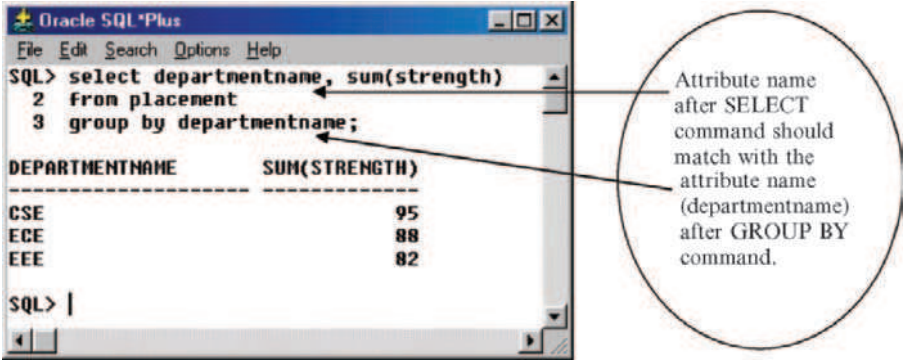 Oracle SQL*Plus
File Edit Search Options Help
SQL> select departmentname, sum(strength)
2 from placement
3 group by departmentname;
DEPARTMENTNAME SUM(STRENGTH)
-------------------- -------------
CSE 95
ECE 88
EEE 82
SQL>
Attribute name
after SELECT
command should
match with the
attribute name
(departmentname)
after GROUP BY
command.